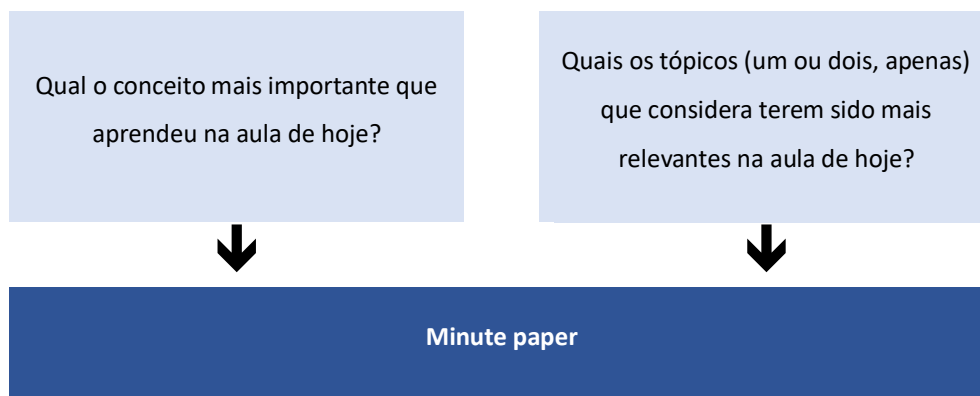 Qual o conceito mais importante que
aprendeu na aula de hoje?
Quais os tópicos (um ou dois, apenas)
que considera terem sido mais
relevantes na aula de hoje?
Minute paper